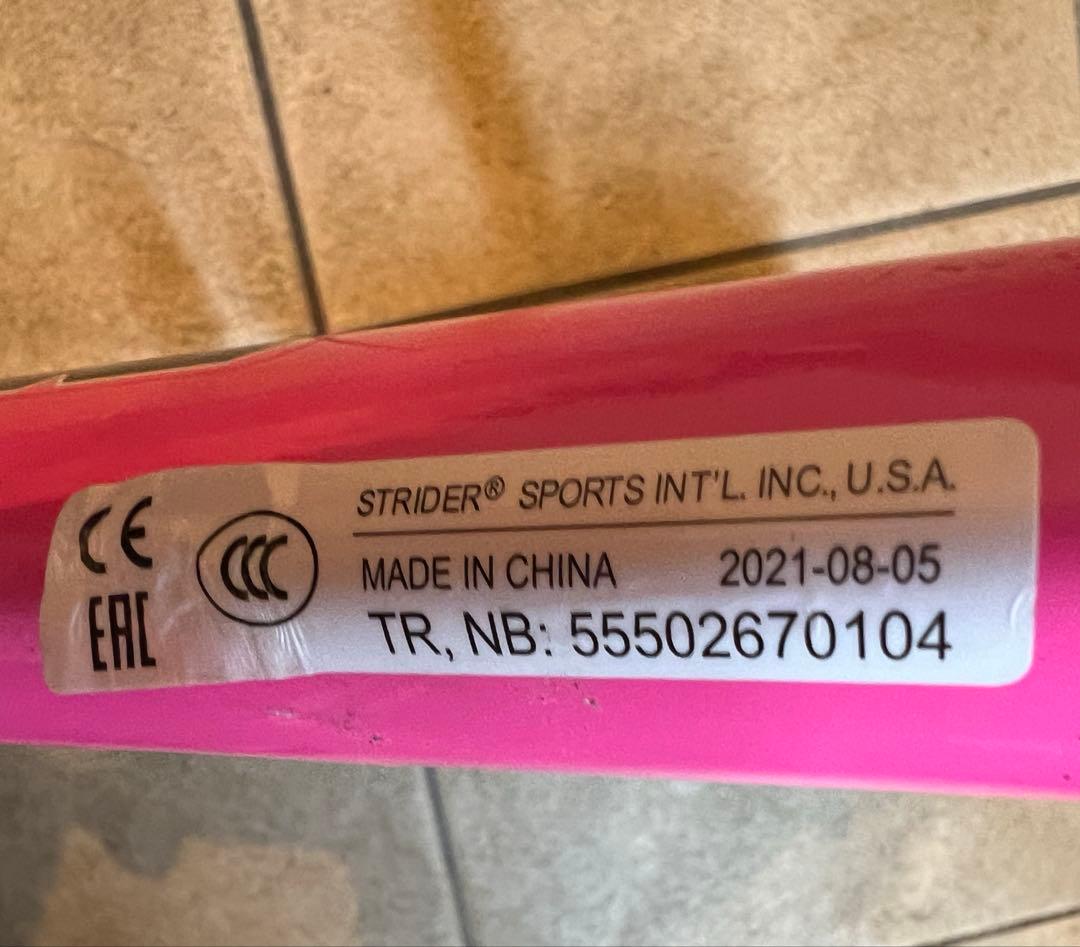 CE
EAC
CCC
STRIDER® SPORTS INT'L. INC., U.S.A.
MADE IN CHINA 2021-08-05
TR, NB: 55502670104